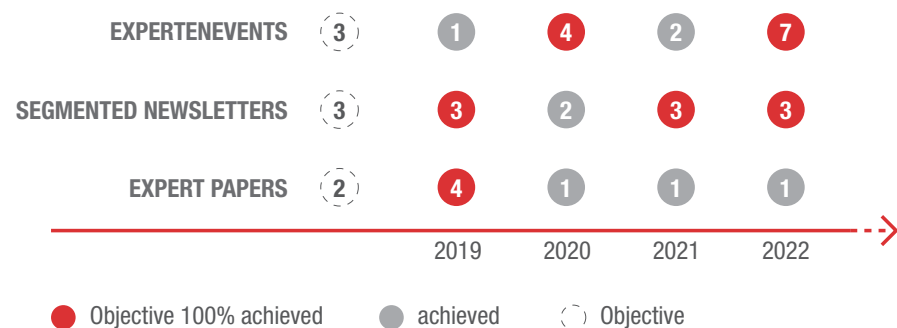 EXPERTENEVENTS 3 1 4 2 7
SEGMENTED NEWSLETTERS 3 3 2 3 3
EXPERT PAPERS 2 4 1 1 1
2019 2020 2021 2022
Objective 100% achieved achieved Objective